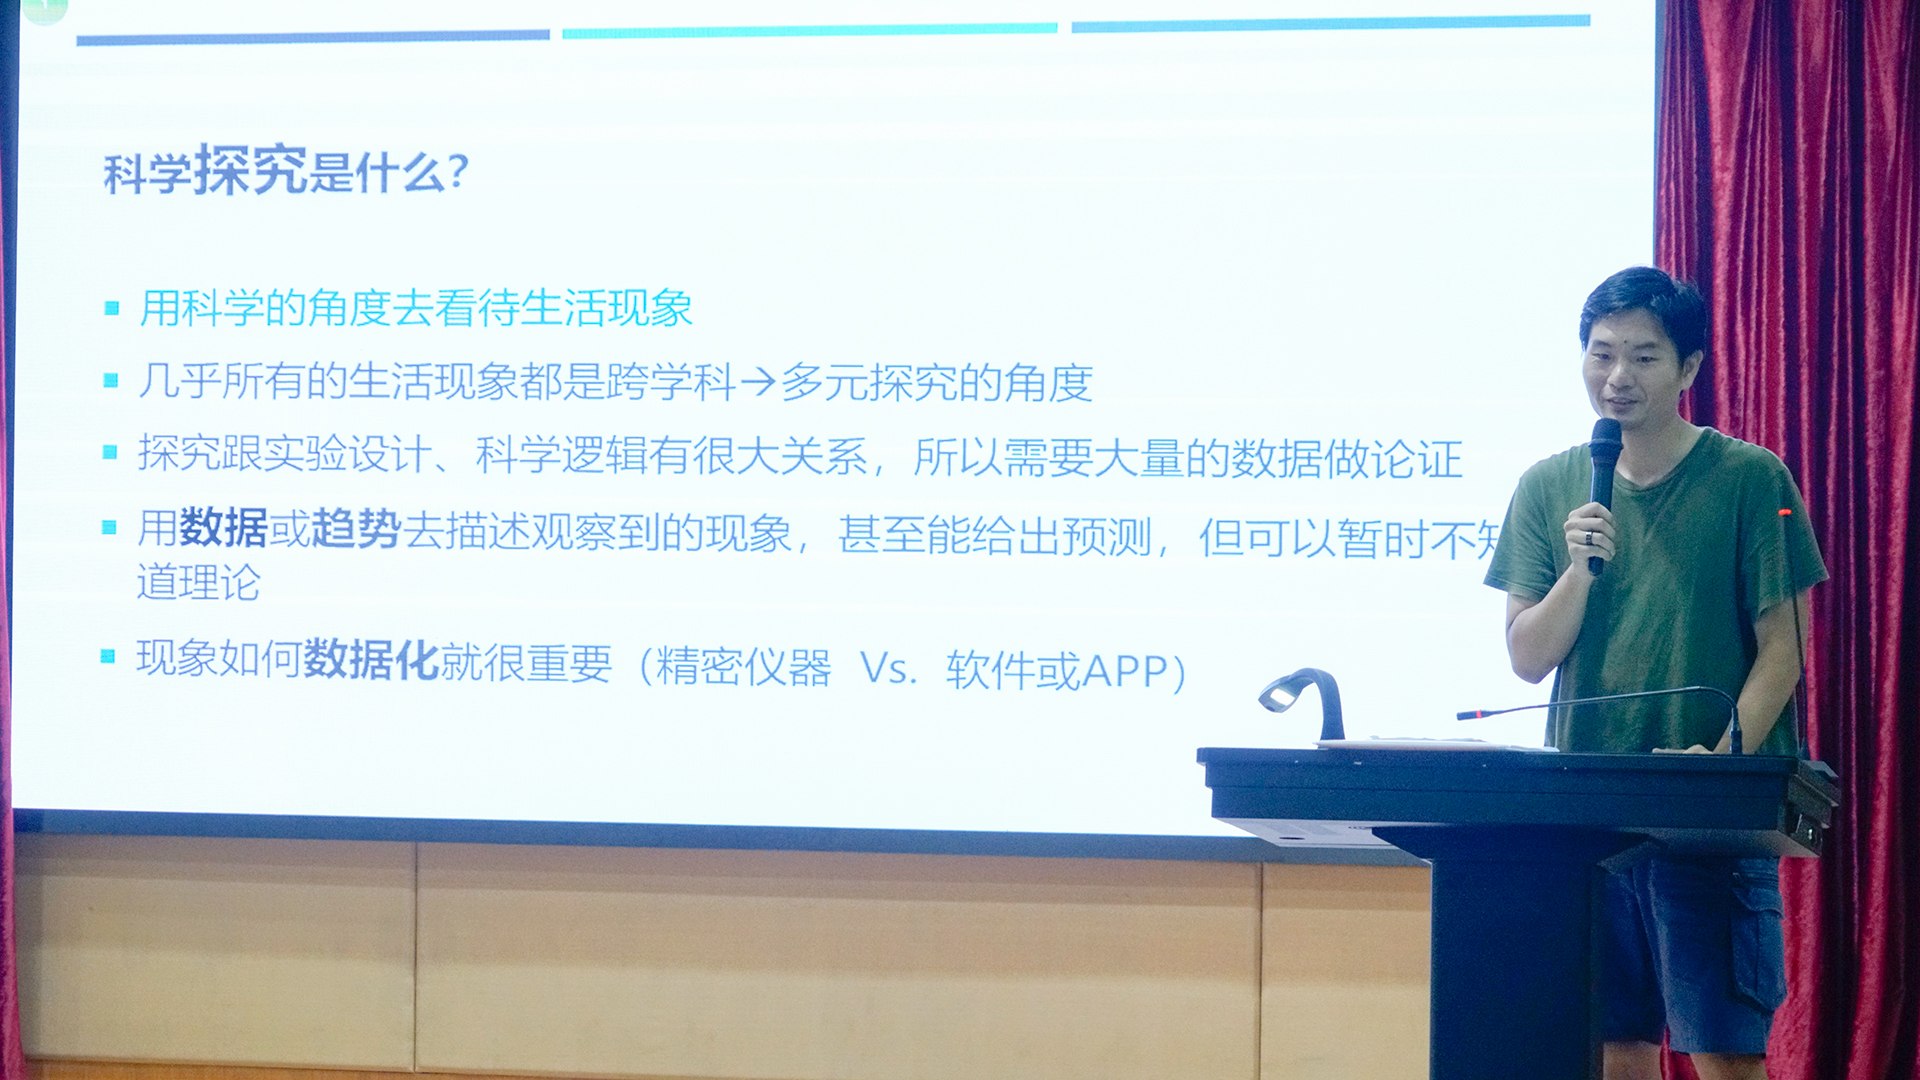 科学探究是什么?
▪ 用科学的角度去看待生活现象
▪ 几乎所有的生活现象都是跨学科→多元探究的角度
▪ 探究跟实验设计、科学逻辑有很大关系，所以需要大量的数据做论证
▪ 用数据或趋势去描述观察到的现象，甚至能给出预测，但可以暂时不知
道理论
▪ 现象如何数据化就很重要（精密仪器 Vs. 软件或APP）